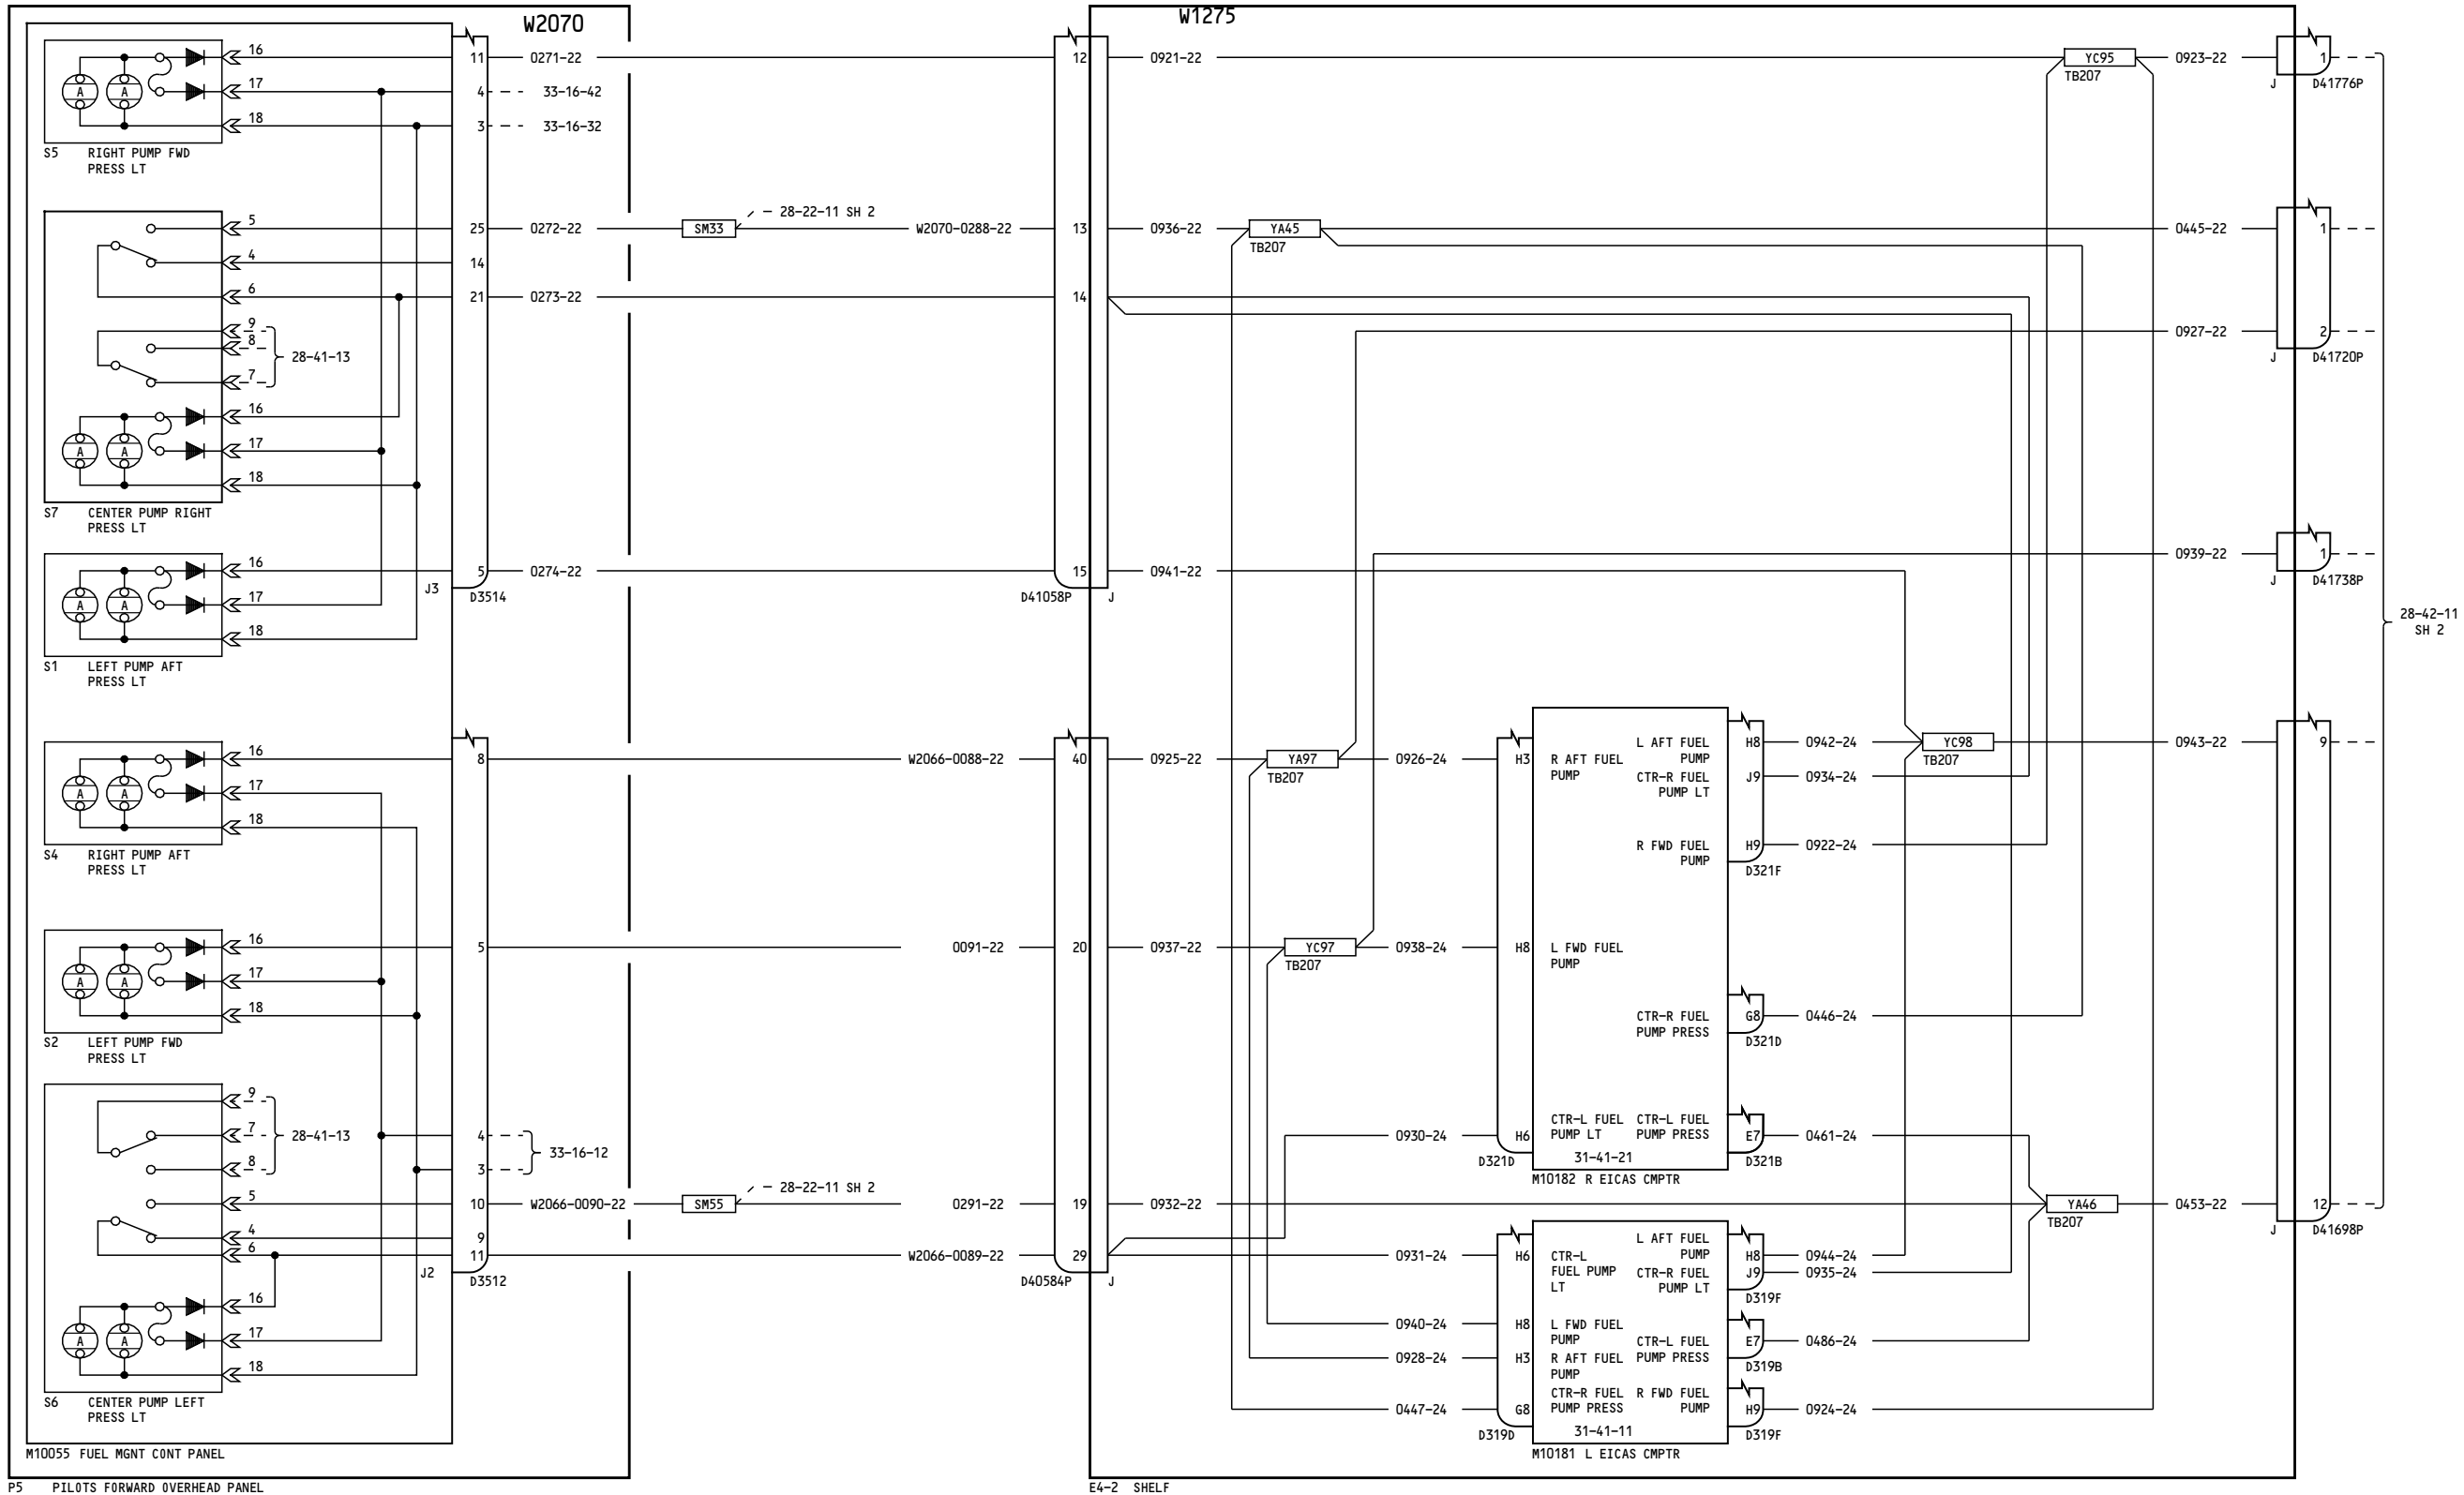 W2070
W1275
16
11
0271-22
12
0921-22
YC95
TB207
0923-22
1
J
D41776P
17
4
33-16-42
18
3
33-16-32
A
A
S5 RIGHT PUMP FWD
PRESS LT
28-22-11 SH 2
5
25
0272-22
SM33
W2070-0288-22
13
0936-22
YA45
TB207
0445-22
1
4
14
6
21
0273-22
14
9
8
28-41-13
7
0927-22
2
J
D41720P
16
17
A
A
18
S7 CENTER PUMP RIGHT
PRESS LT
0939-22
1
J
D41738P
16
5
0274-22
15
0941-22
J3
D3514
D41058P
J
17
A
A
18
S1 LEFT PUMP AFT
PRESS LT
28-42-11
SH 2
16
8
W2066-0088-22
40
0925-22
YA97
TB207
0926-24
H3
R AFT FUEL
PUMP
L AFT FUEL
PUMP
H8
0942-24
YC98
TB207
0943-22
9
CTR-R FUEL
PUMP LT
J9
0934-24
17
A
A
18
S4 RIGHT PUMP AFT
PRESS LT
R FWD FUEL
PUMP
H9
0922-24
D321F
16
5
0091-22
20
0937-22
YC97
TB207
0938-24
H8
L FWD FUEL
PUMP
17
A
A
18
S2 LEFT PUMP FWD
PRESS LT
CTR-R FUEL
PUMP PRESS
G8
0446-24
D321D
9
7
28-41-13
8
4
33-16-12
3
0930-24
H6
D321D
CTR-L FUEL
PUMP LT
CTR-L FUEL
PUMP PRESS
E7
0461-24
D321B
31-41-21
M10182 R EICAS CMPTR
28-22-11 SH 2
5
10
W2066-0090-22
SM55
0291-22
19
0932-22
YA46
TB207
0453-22
12
J
D41698P
4
9
6
11
W2066-0089-22
29
J2
D3512
D40584P
J
0931-24
H6
CTR-L
FUEL PUMP
LT
L AFT FUEL
PUMP
H8
0944-24
CTR-R FUEL
PUMP LT
J9
0935-24
D319F
16
17
A
A
18
S6 CENTER PUMP LEFT
PRESS LT
0940-24
H8
L FWD FUEL
PUMP
CTR-L FUEL
PUMP PRESS
E7
0486-24
D319B
0928-24
H3
R AFT FUEL
PUMP
0447-24
G8
D319D
CTR-R FUEL
PUMP PRESS
R FWD FUEL
PUMP
H9
0924-24
D319F
31-41-11
M10181 L EICAS CMPTR
M10055 FUEL MGNT CONT PANEL
P5 PILOTS FORWARD OVERHEAD PANEL
E4-2 SHELF